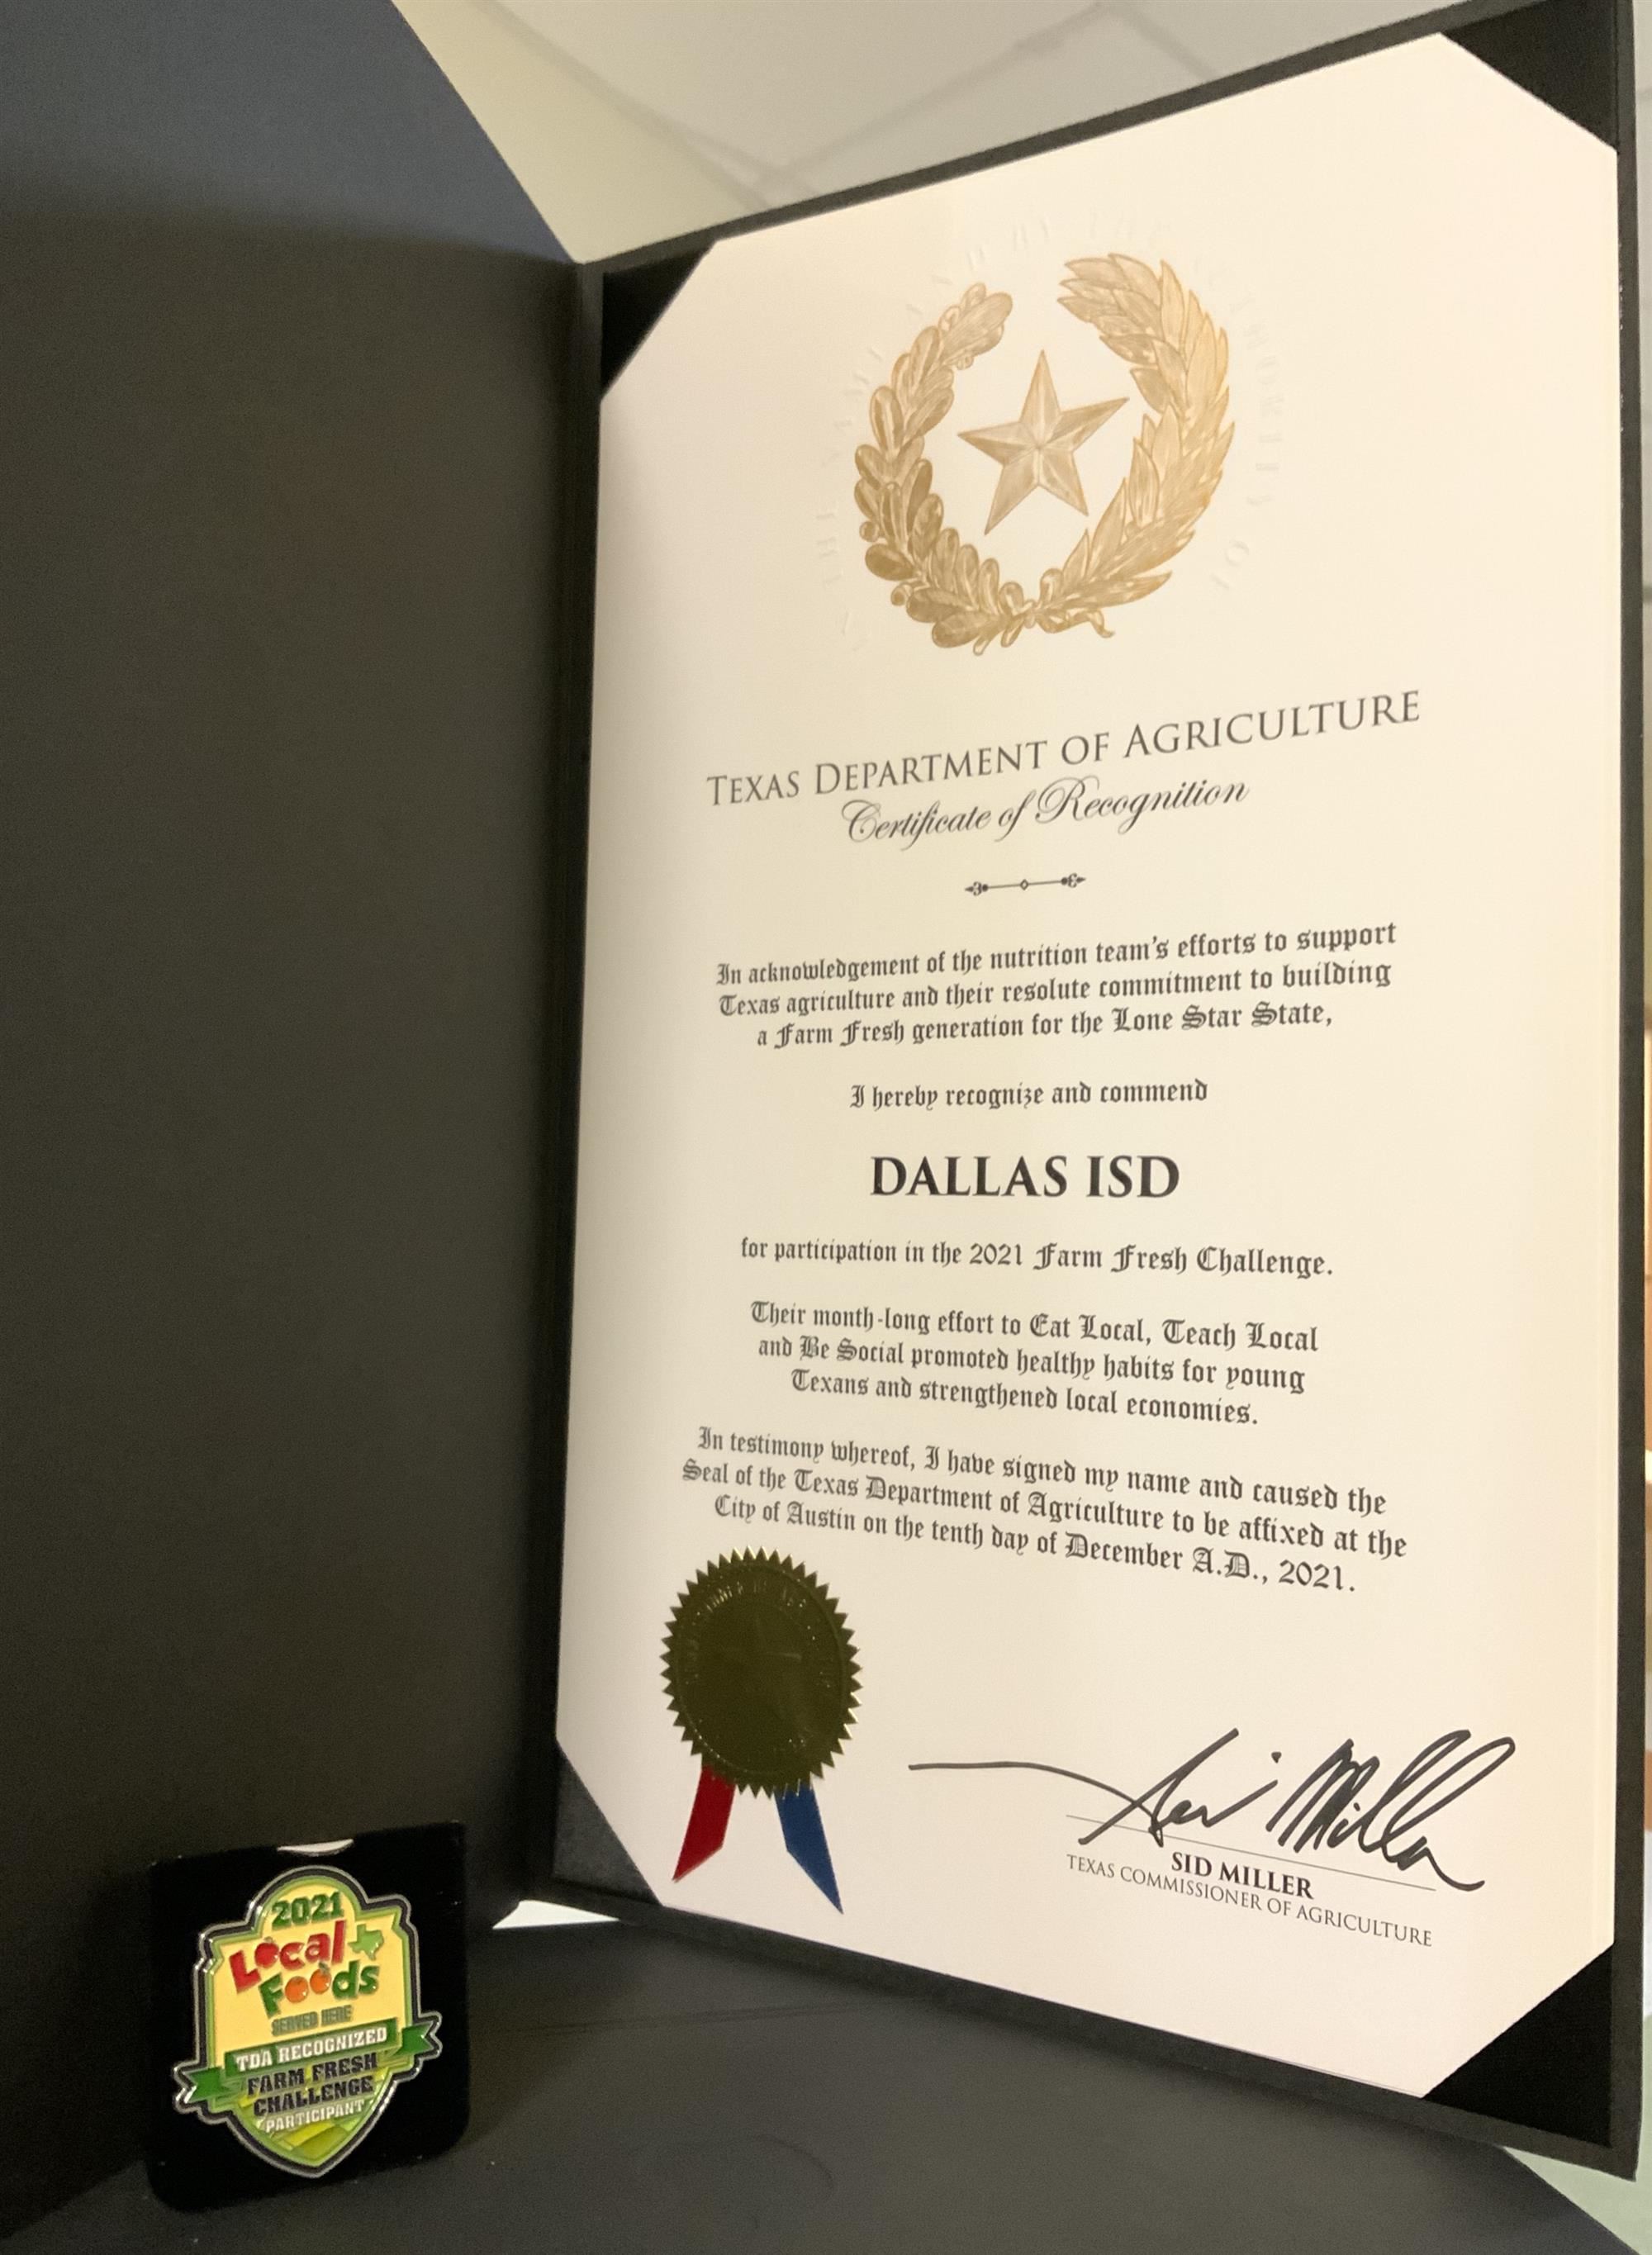 TEXAS DEPARTMENT OF AGRICULTURE
Certificate of Recognition
In acknowledgement of the nutrition team's efforts to support
Texas agriculture and their resolute commitment to building
a Farm Fresh generation for the Lone Star State,
I hereby recognize and commend
DALLAS ISD
for participation in the 2021 Farm Fresh Challenge.
Their month-long effort to Eat Local, Teach Local
and Be Social promoted healthy habits for young
Texans and strengthened local economies.
In testimony whereof, I have signed my name and caused the
Seal of the Texas Department of Agriculture to be affixed at the
City of Austin on the tenth day of December A.D., 2021.
Sid Miller
SID MILLER
TEXAS COMMISSIONER OF AGRICULTURE
2021
Local
Foods
SERVED HERE
TDA RECOGNIZED
FARM FRESH
CHALLENGE
PARTICIPANT